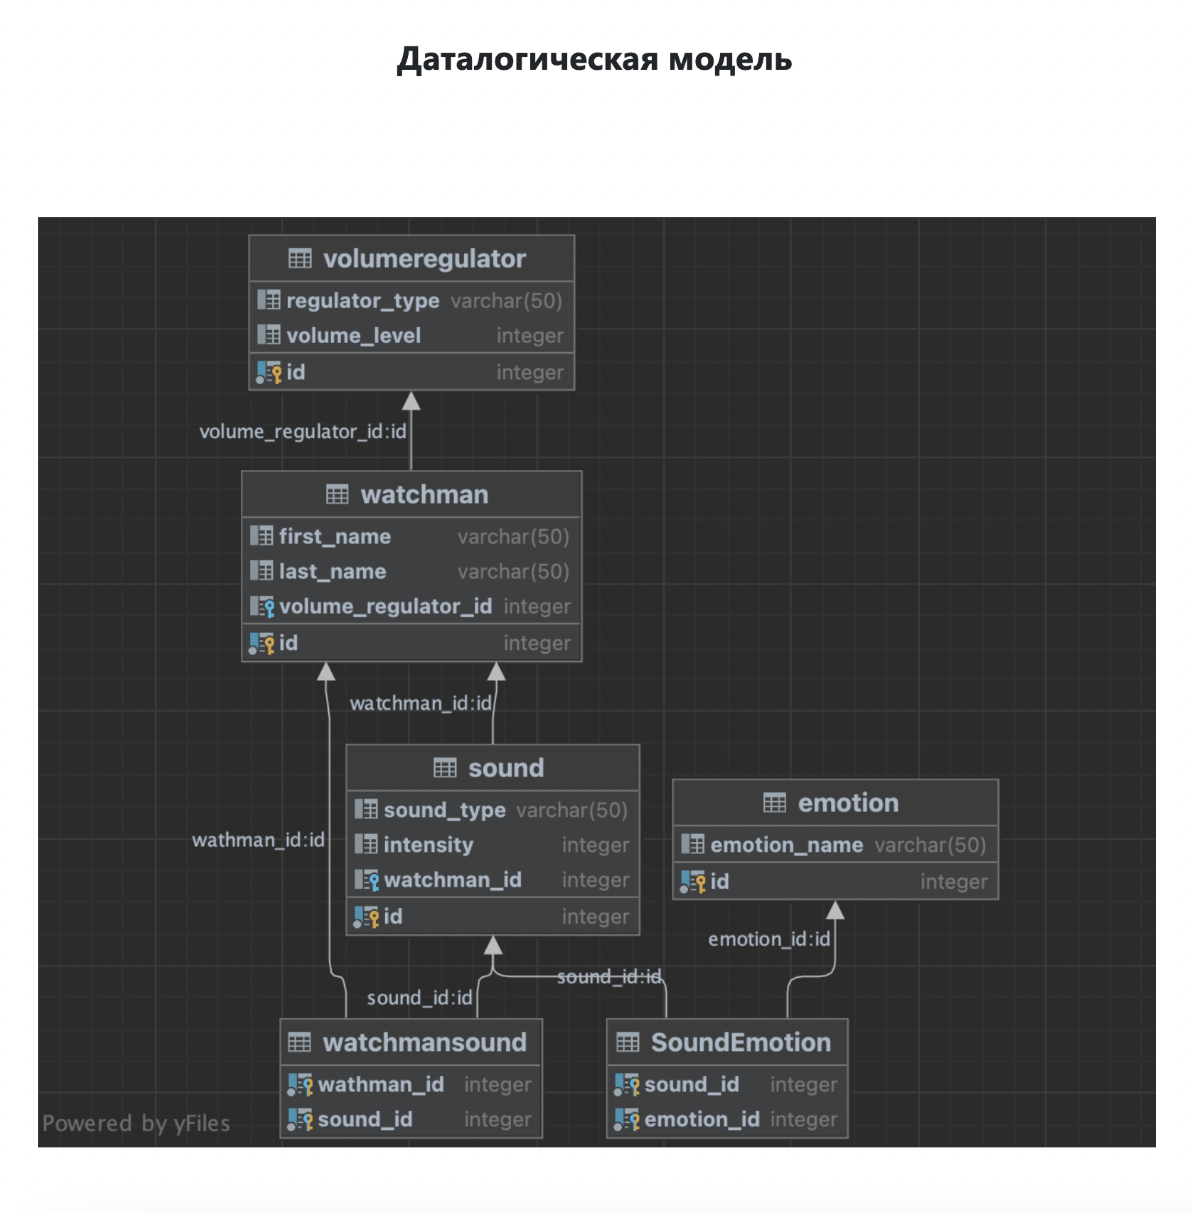 Даталогическая модель
volumeregulator
regulator_type varchar(50)
volume_level integer
id integer
volume_regulator_id:id
watchman
first_name varchar(50)
last_name varchar(50)
volume_regulator_id integer
id integer
watchman_id:id
sound
sound_type varchar(50)
intensity integer
watchman_id integer
id integer
emotion
emotion_name varchar(50)
id integer
wathman_id:id
emotion_id:id
sound_id:id
sound_id:id
watchmansound
wathman_id integer
sound_id integer
SoundEmotion
sound_id integer
emotion_id integer
Powered by yFiles